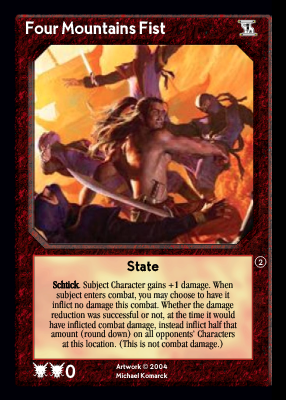 Four Mountains Fist
State
2
Schtick. Subject Character gains +1 damage. When
subject enters combat, you may choose to have it
inflict no damage this combat. Whether the damage
reduction was successful or not, at the time it would
have inflicted combat damage, instead inflict half that
amount (round down) on all opponents' Characters
at this location. (This is not combat damage.)
0
Artwork © 2004
Michael Komarck